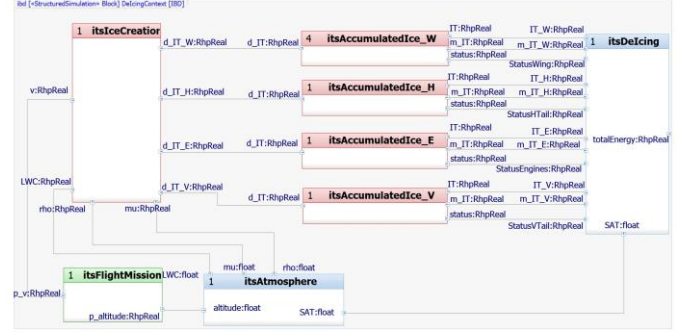 ibd [«StructuredSimulation» Block] DeIcingContext [IBD]
1 itsIceCreation
d_IT_W:RhpReal
d_IT:RhpReal
4 itsAccumulatedIce_W
IT:RhpReal
IT_W:RhpReal
m_IT:RhpReal
m_IT_W:RhpReal
status:RhpReal
StatusWing:RhpReal
1 itsDeIcing
v:RhpReal
d_IT_H:RhpReal
d_IT:RhpReal
1 itsAccumulatedIce_H
IT:RhpReal
IT_H:RhpReal
m_IT:RhpReal
m_IT_H:RhpReal
status:RhpReal
StatusHTail:RhpReal
d_IT_E:RhpReal
d_IT:RhpReal
1 itsAccumulatedIce_E
IT:RhpReal
IT_E:RhpReal
m_IT:RhpReal
m_IT_E:RhpReal
status:RhpReal
StatusEngines:RhpReal
totalEnergy:RhpReal
LWC:RhpReal
d_IT_V:RhpReal
d_IT:RhpReal
1 itsAccumulatedIce_V
IT:RhpReal
IT_V:RhpReal
m_IT:RhpReal
m_IT_V:RhpReal
status:RhpReal
StatusVTail:RhpReal
rho:RhpReal
mu:RhpReal
SAT:float
1 itsFlightMission
LWC:float
mu:float
rho:float
1 itsAtmosphere
p_v:RhpReal
p_altitude:RhpReal
altitude:float
SAT:float